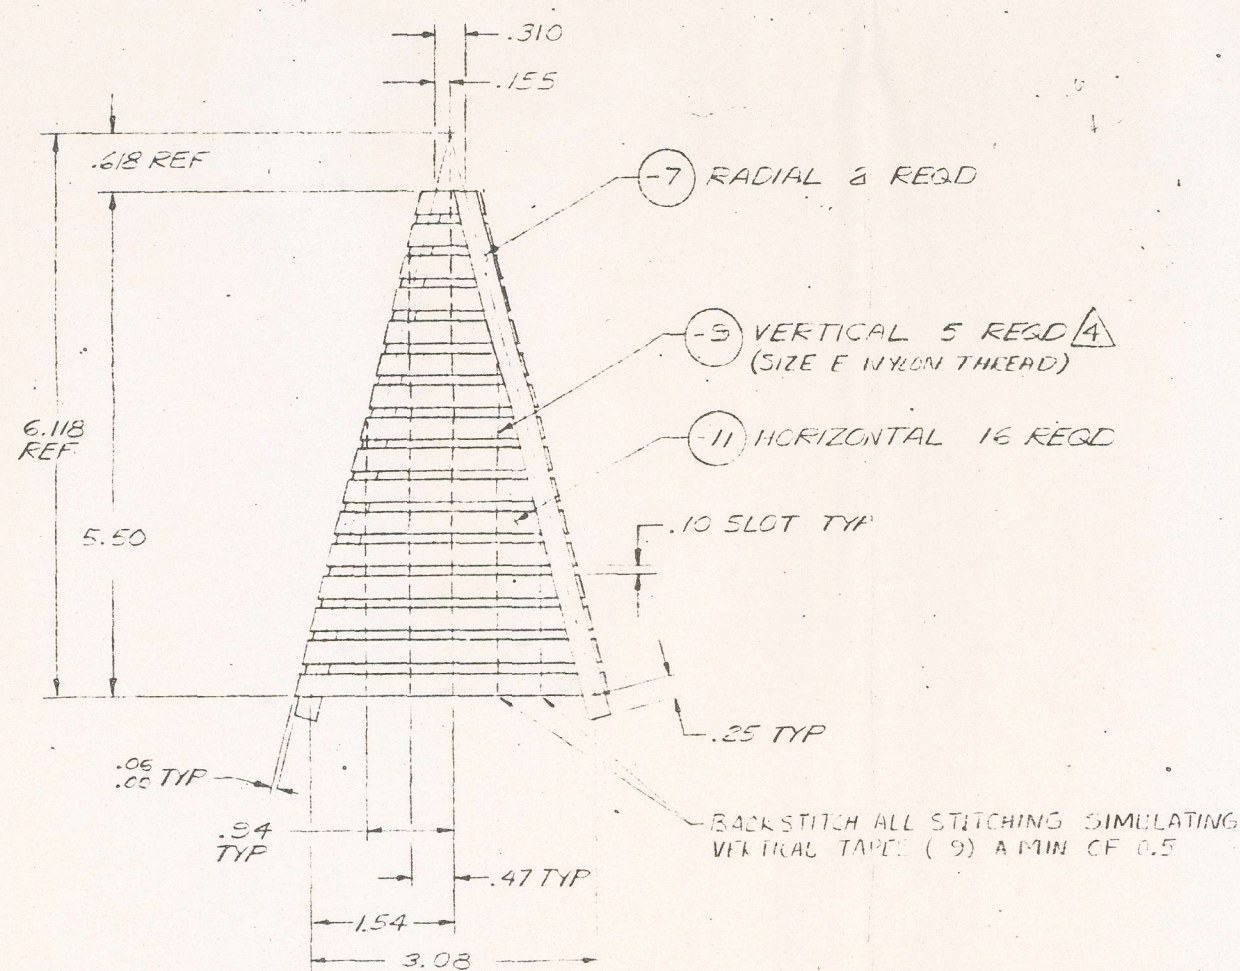 .310
.155
.618 REF
-7 RADIAL 2 REQD
-9 VERTICAL 5 REQD 4
(SIZE E NYLON THREAD)
6.118
REF
-11 HORIZONTAL 16 REQD
.10 SLOT TYP
5.50
.25 TYP
.06
.00 TYP
.94
TYP
BACKSTITCH ALL STITCHING SIMULATING
VERTICAL TAPES (-9) A MIN OF 0.5
.47 TYP
1.54
3.08